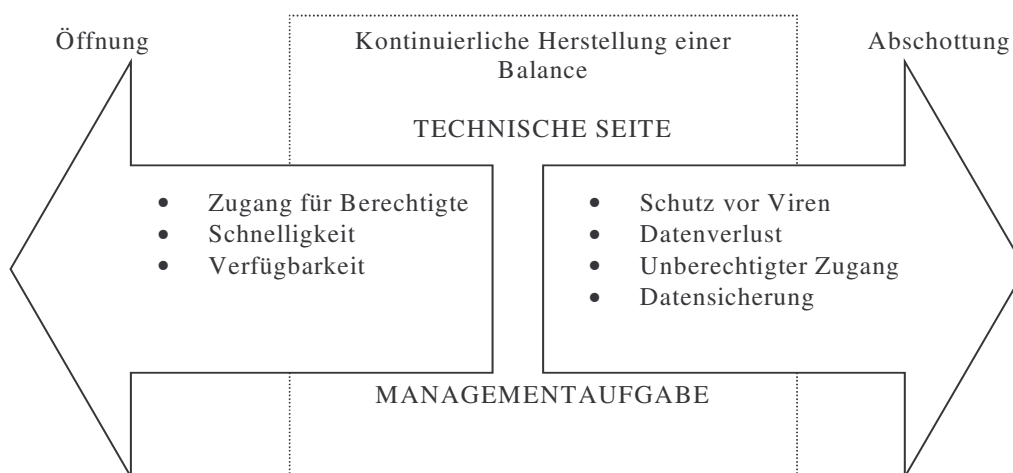 Öffnung
Kontinuierliche Herstellung einer
Balance
Abschottung
TECHNISCHE SEITE
• Zugang für Berechtigte
• Schnelligkeit
• Verfügbarkeit
• Schutz vor Viren
• Datenverlust
• Unberechtigter Zugang
• Datensicherung
MANAGEMENTAUFGABE